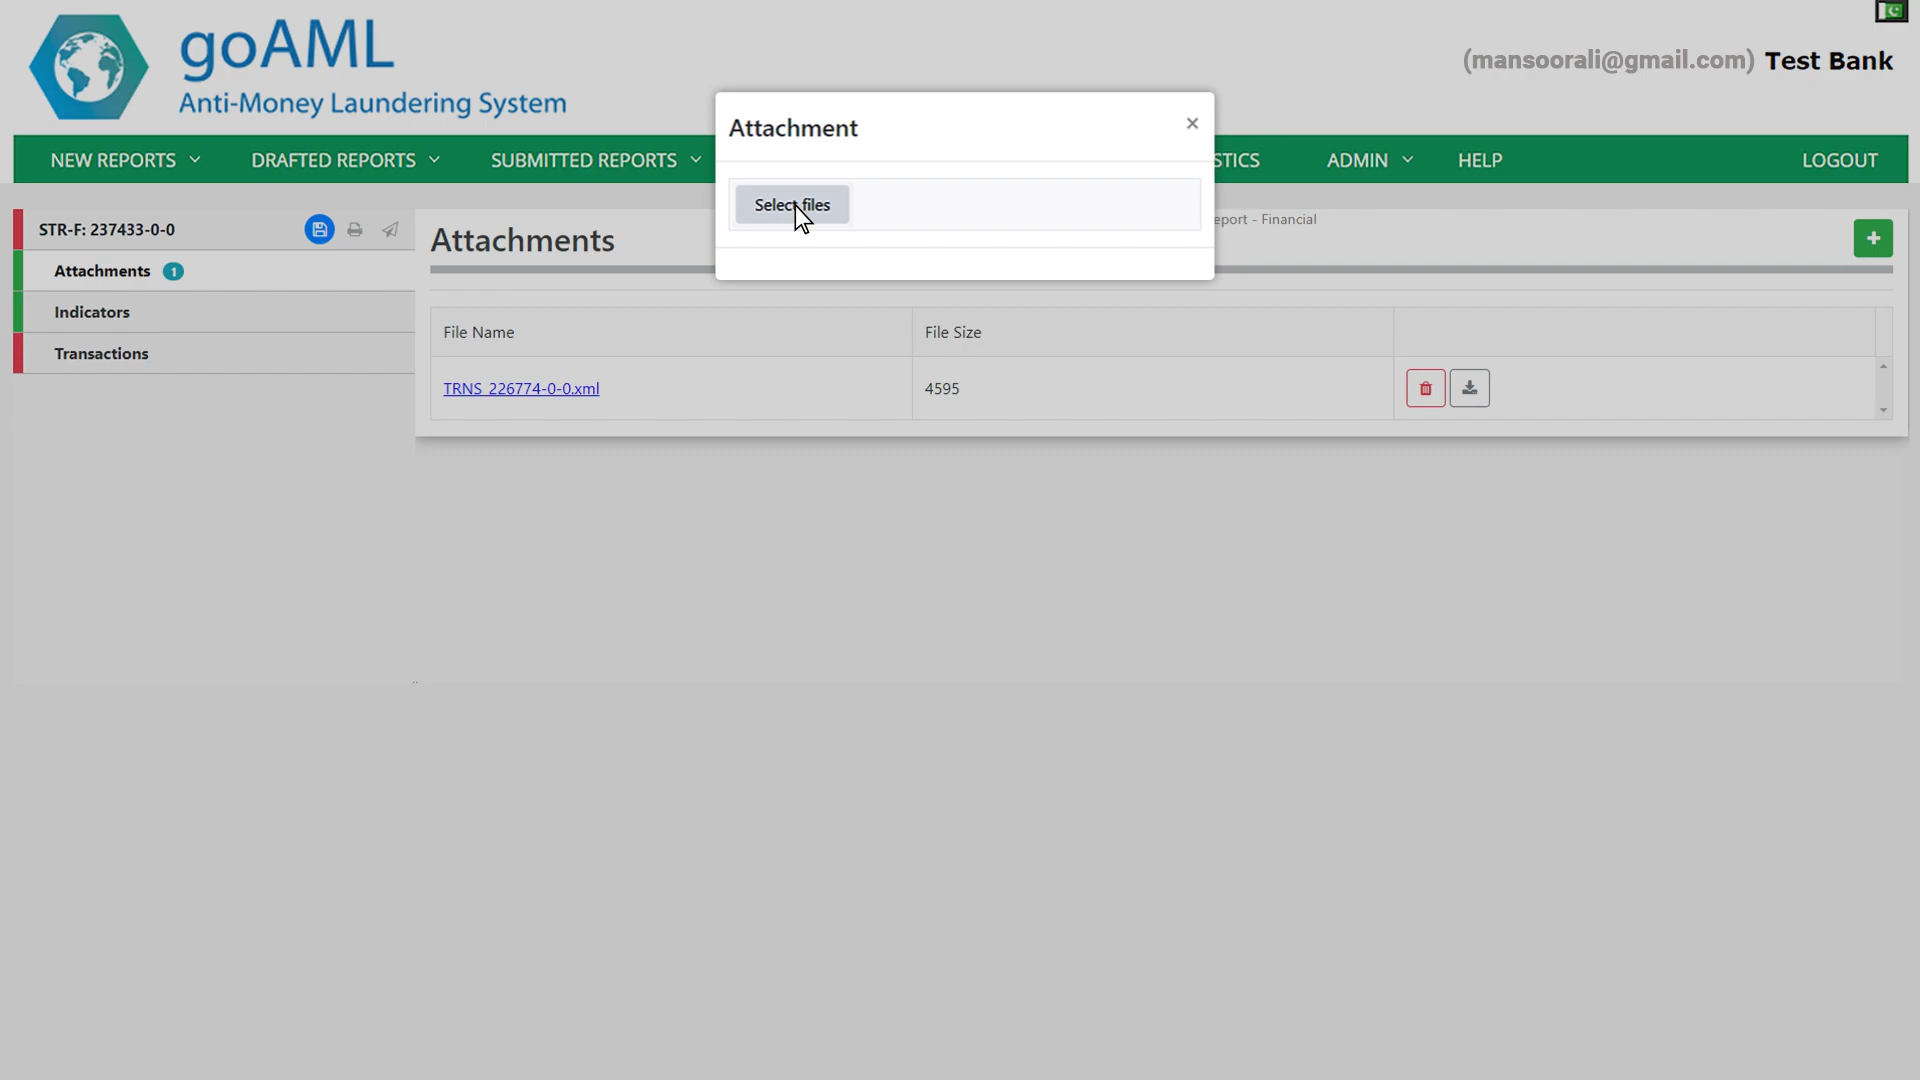 goAML
Anti-Money Laundering System
(mansoorali@gmail.com) Test Bank
NEW REPORTS
DRAFTED REPORTS
SUBMITTED REPORTS
STICS
ADMIN
HELP
LOGOUT
Attachment
×
Select files
STR-F: 237433-0-0
Attachments 1
Indicators
Transactions
Attachments
eport - Financial
+
File Name
File Size
TRNS_226774-0-0.xml
4595